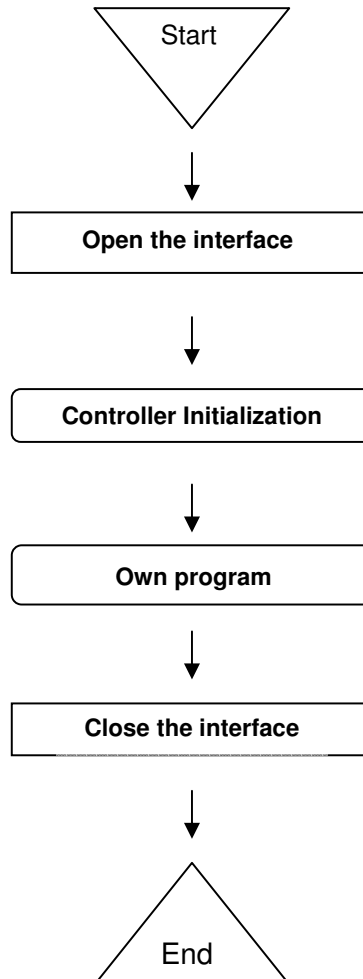 Start
Open the interface
Controller Initialization
Own program
Close the interface
End